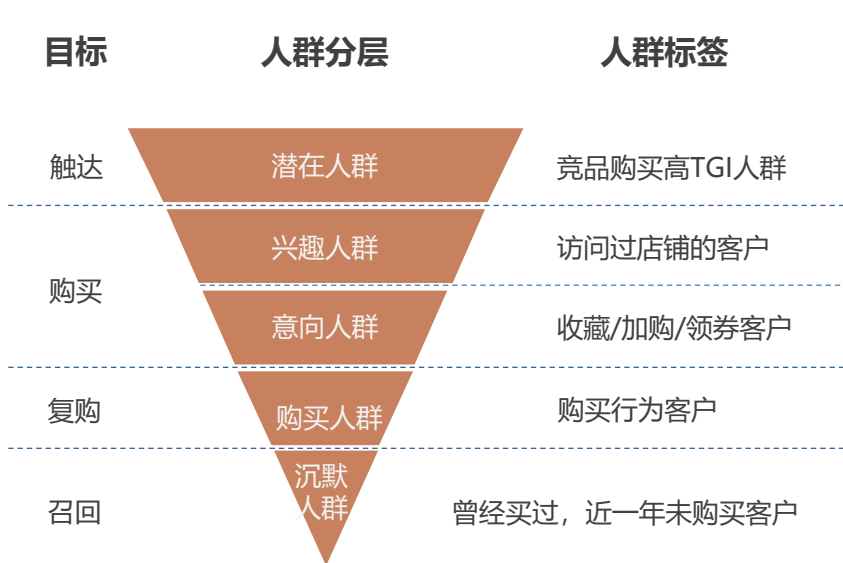 目标 人群分层 人群标签
触达 潜在人群 竞品购买高TGI人群
兴趣人群 访问过店铺的客户
购买
意向人群 收藏/加购/领券客户
复购 购买人群 购买行为客户
沉默
人群
召回 曾经买过，近一年未购买客户